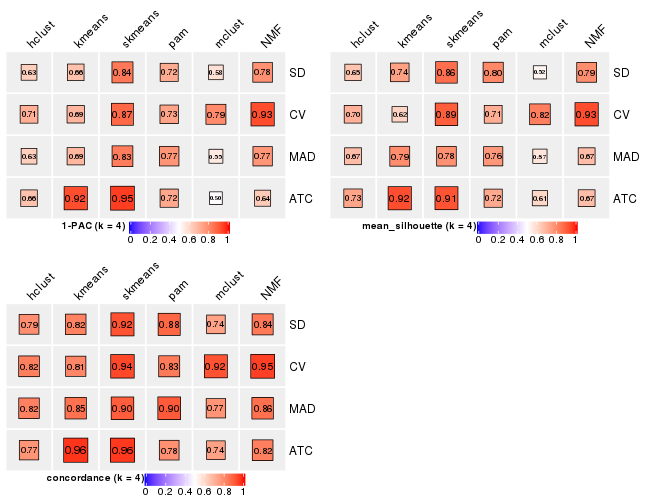 hclust kmeans skmeans pam mclust NMF
0.63 0.66 0.84 0.72 0.58 0.78 SD
0.71 0.69 0.87 0.73 0.79 0.93 CV
0.63 0.69 0.83 0.77 0.55 0.77 MAD
0.66 0.92 0.95 0.72 0.50 0.64 ATC
1-PAC (k = 4)
0 0.2 0.4 0.6 0.8 1
hclust kmeans skmeans pam mclust NMF
0.65 0.74 0.86 0.80 0.52 0.79 SD
0.70 0.62 0.89 0.71 0.82 0.93 CV
0.67 0.79 0.78 0.76 0.57 0.67 MAD
0.73 0.92 0.91 0.72 0.61 0.67 ATC
mean_silhouette (k = 4)
0 0.2 0.4 0.6 0.8 1
hclust kmeans skmeans pam mclust NMF
0.79 0.82 0.92 0.88 0.74 0.84 SD
0.82 0.81 0.94 0.83 0.92 0.95 CV
0.82 0.85 0.90 0.90 0.77 0.86 MAD
0.77 0.96 0.96 0.78 0.74 0.82 ATC
concordance (k = 4)
0 0.2 0.4 0.6 0.8 1